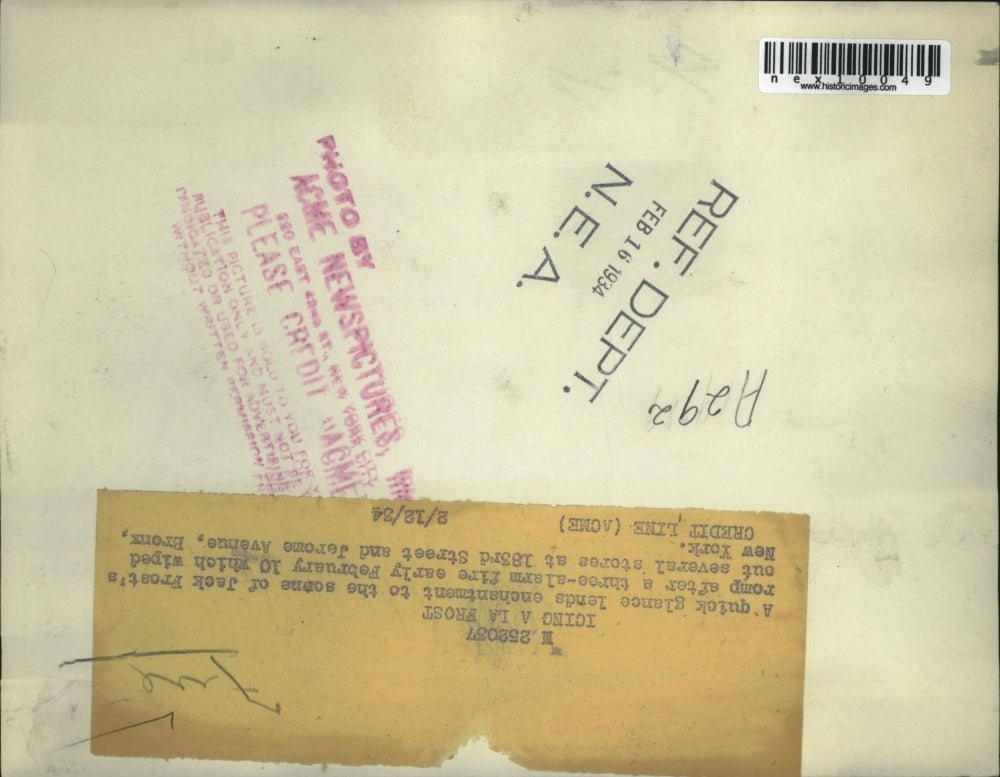 nex10049
www.historicimages.com
PHOTO BY
ACME NEWSPICTURES,
220 EAST 42ND ST., NEW YORK CITY
PLEASE CREDIT "ACME
THIS PICTURE IS SOLD TO YOU FOR
PUBLICATION ONLY AND MUST NOT BE
SYNDICATED OR USED FOR ADVERTISING
WITHOUT WRITTEN PERMISSION
REF. DEPT.
FEB 16 1934
N. E. A.
A292
W 252037
ICING A LA FROST
A quick glance lends enchantment to the scene of Jack Frost's
romp after a three-alarm fire early February 10 which wiped
out several stores at 183rd Street and Jerome Avenue, Bronx,
New York.
CREDIT LINE (ACME) 2/12/34